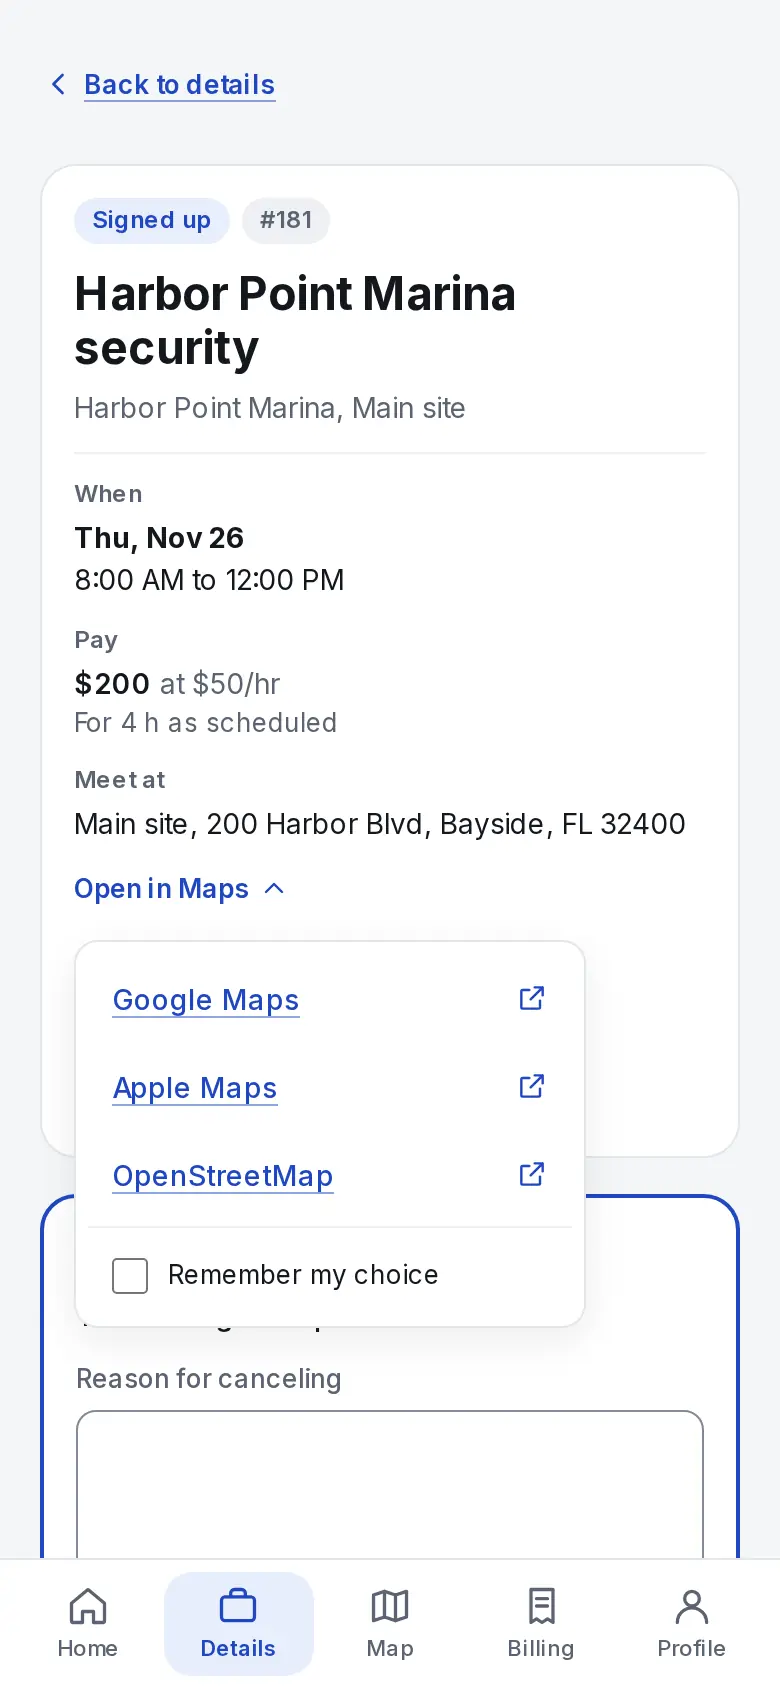 Back to details
Signed up #181
Harbor Point Marina
security
Harbor Point Marina, Main site
When
Thu, Nov 26
8:00 AM to 12:00 PM
Pay
$200 at $50/hr
For 4 h as scheduled
Meet at
Main site, 200 Harbor Blvd, Bayside, FL 32400
Open in Maps
Google Maps
Apple Maps
OpenStreetMap
Remember my choice
Reason for canceling
Home Details Map Billing Profile